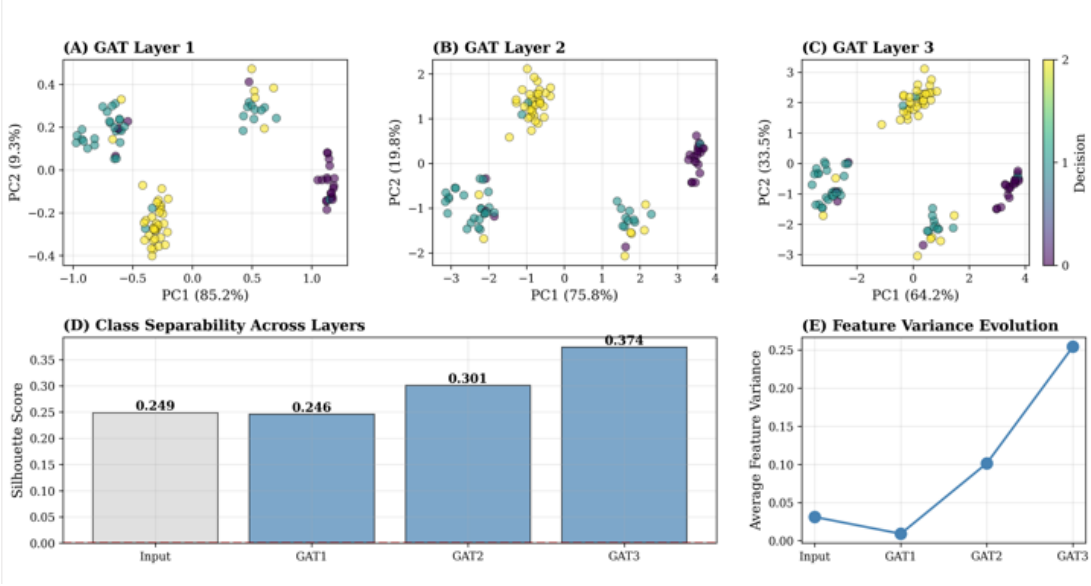 (A) GAT Layer 1
PC2 (9.3%)
0.4
0.2
0.0
−0.2
−0.4
−1.0 −0.5 0.0 0.5 1.0
PC1 (85.2%)
(B) GAT Layer 2
PC2 (19.8%)
2
1
0
−1
−2
−3 −2 −1 0 1 2 3 4
PC1 (75.8%)
(C) GAT Layer 3
PC2 (33.5%)
3
2
1
0
−1
−2
−3
−2 0 2 4
PC1 (64.2%)
2
1
0
Decision
(D) Class Separability Across Layers
Silhouette Score
0.35
0.30
0.25
0.20
0.15
0.10
0.05
0.00
0.249 0.246 0.301 0.374
Input GAT1 GAT2 GAT3
(E) Feature Variance Evolution
Average Feature Variance
0.25
0.20
0.15
0.10
0.05
0.00
Input GAT1 GAT2 GAT3